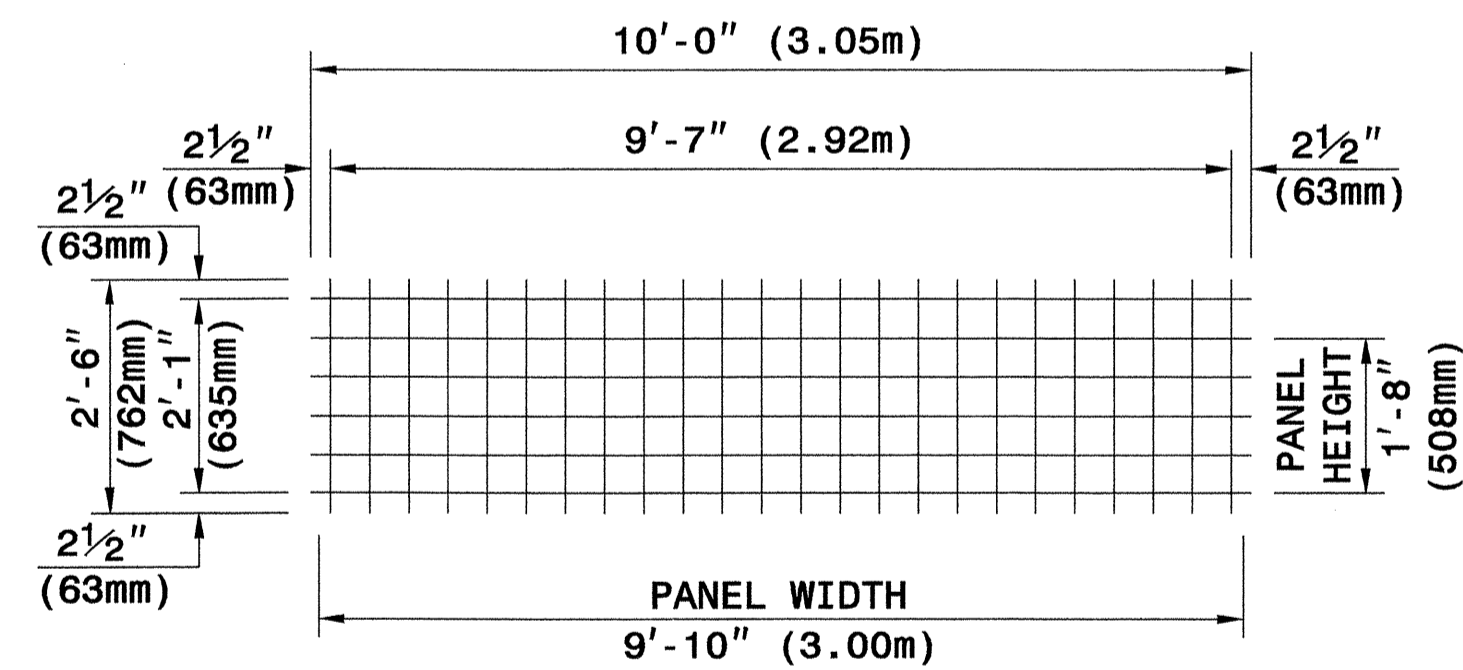 10'-0" (3.05m)
9'-7" (2.92m)
2½"
(63mm)
2½"
(63mm)
2½"
(63mm)
2'-6"
(762mm)
2'-1"
(635mm)
PANEL
HEIGHT
1'-8"
(508mm)
2½"
(63mm)
PANEL WIDTH
9'-10" (3.00m)